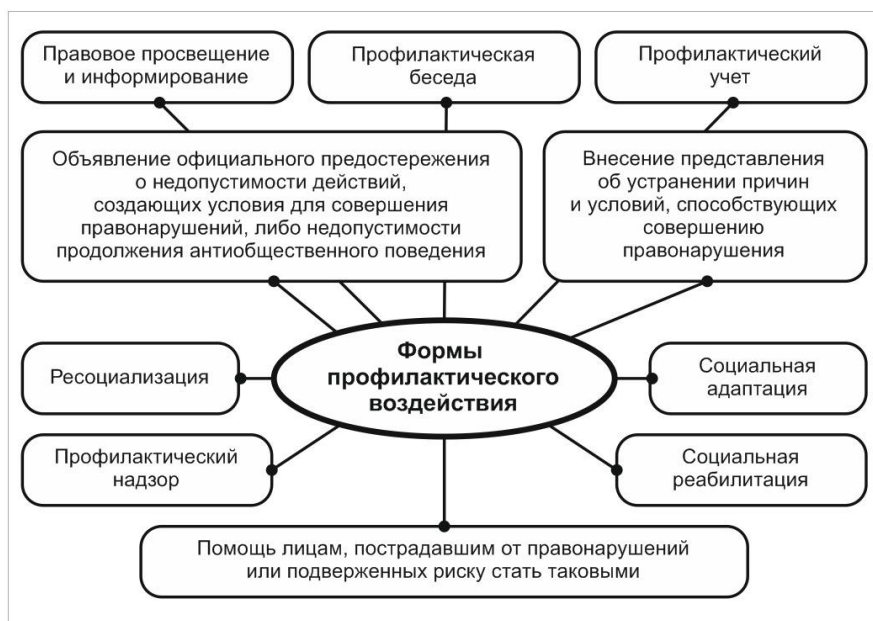 Правовое просвещение
и информирование
Профилактическая
беседа
Профилактический
учет
Объявление официального предостережения
о недопустимости действий,
создающих условия для совершения
правонарушений, либо недопустимости
продолжения антиобщественного поведения
Внесение представления
об устранении причин
и условий, способствующих
совершению
правонарушения
Формы
профилактического
воздействия
Ресоциализация
Социальная
адаптация
Профилактический
надзор
Социальная
реабилитация
Помощь лицам, пострадавшим от правонарушений
или подверженных риску стать таковыми